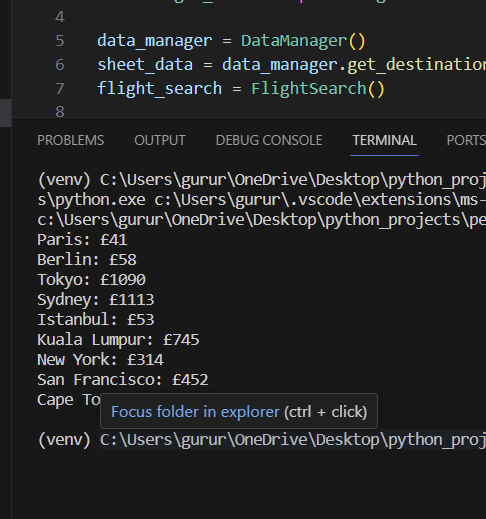 4
5 data_manager = DataManager()
6 sheet_data = data_manager.get_destination
7 flight_search = FlightSearch()
8
PROBLEMS OUTPUT DEBUG CONSOLE TERMINAL PORTS
(venv) C:\Users\gurur\OneDrive\Desktop\python_proj
s\python.exe c:\Users\gurur\.vscode\extensions\ms-
c:\Users\gurur\OneDrive\Desktop\python_projects\pe
Paris: £41
Berlin: £58
Tokyo: £1090
Sydney: £1113
Istanbul: £53
Kuala Lumpur: £745
New York: £314
San Francisco: £452
Cape To
Focus folder in explorer (ctrl + click)
(venv) C:\Users\gurur\OneDrive\Desktop\python_proj